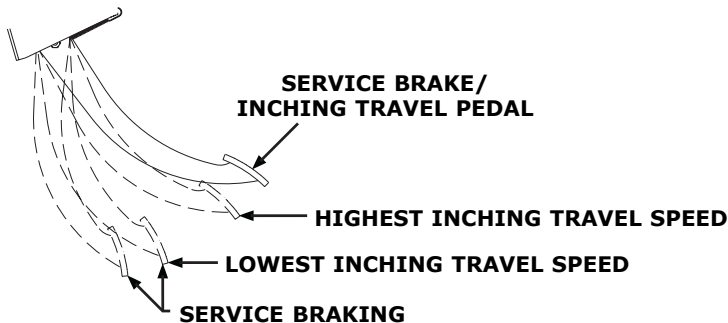 SERVICE BRAKE/
INCHING TRAVEL PEDAL
HIGHEST INCHING TRAVEL SPEED
LOWEST INCHING TRAVEL SPEED
SERVICE BRAKING